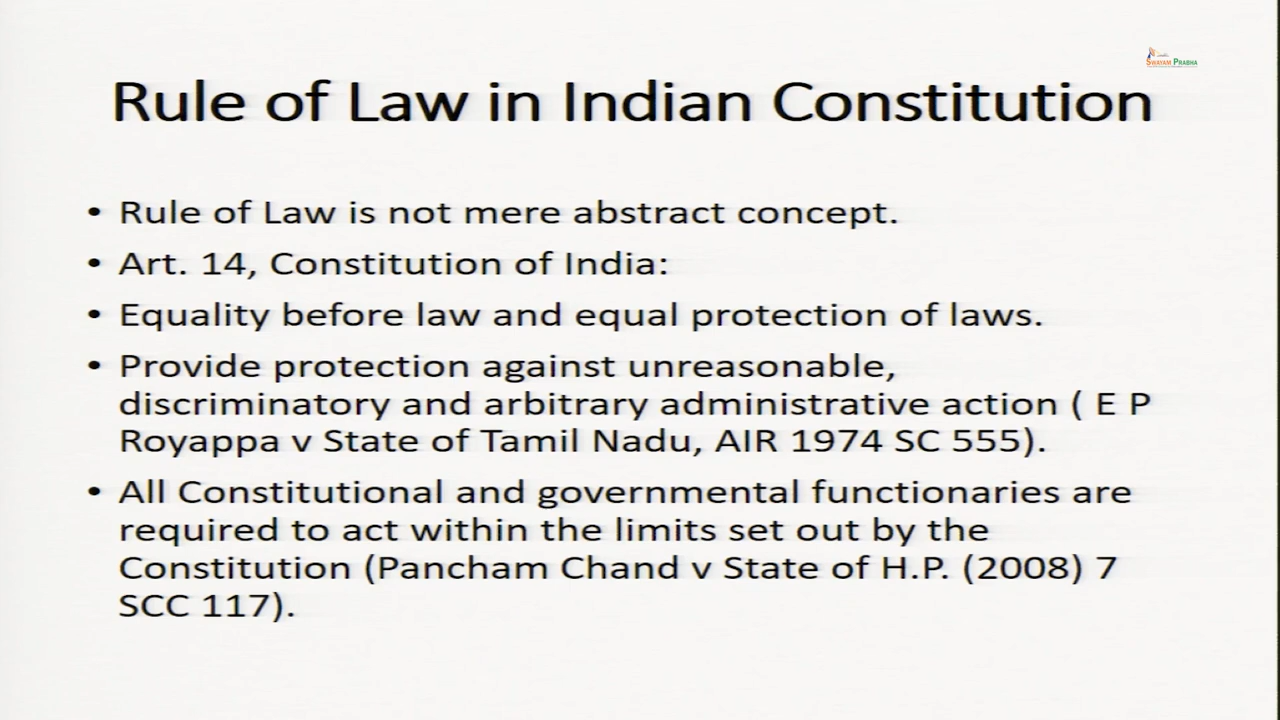 SWAYAM PRABHA
Rule of Law in Indian Constitution
• Rule of Law is not mere abstract concept.
• Art. 14, Constitution of India:
• Equality before law and equal protection of laws.
• Provide protection against unreasonable,
discriminatory and arbitrary administrative action ( E P
Royappa v State of Tamil Nadu, AIR 1974 SC 555).
• All Constitutional and governmental functionaries are
required to act within the limits set out by the
Constitution (Pancham Chand v State of H.P. (2008) 7
SCC 117).